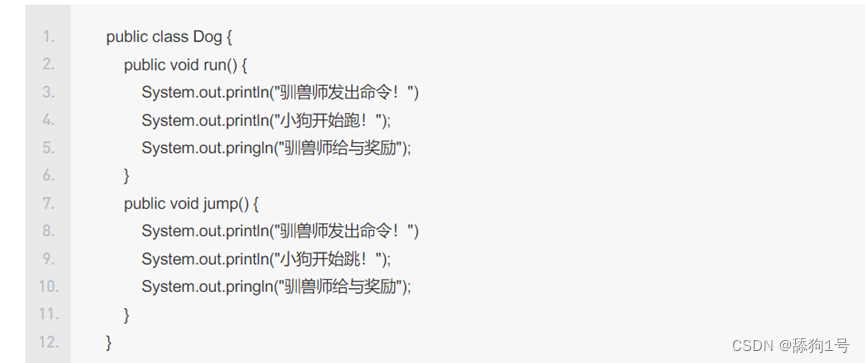 1. public class Dog {
2. public void run() {
3. System.out.println("驯兽师发出命令！")
4. System.out.println("小狗开始跑！");
5. System.out.pringln("驯兽师给与奖励");
6. }
7. public void jump() {
8. System.out.println("驯兽师发出命令！")
9. System.out.println("小狗开始跳！");
10. System.out.pringln("驯兽师给与奖励");
11. }
12. }
CSDN @舔狗1号